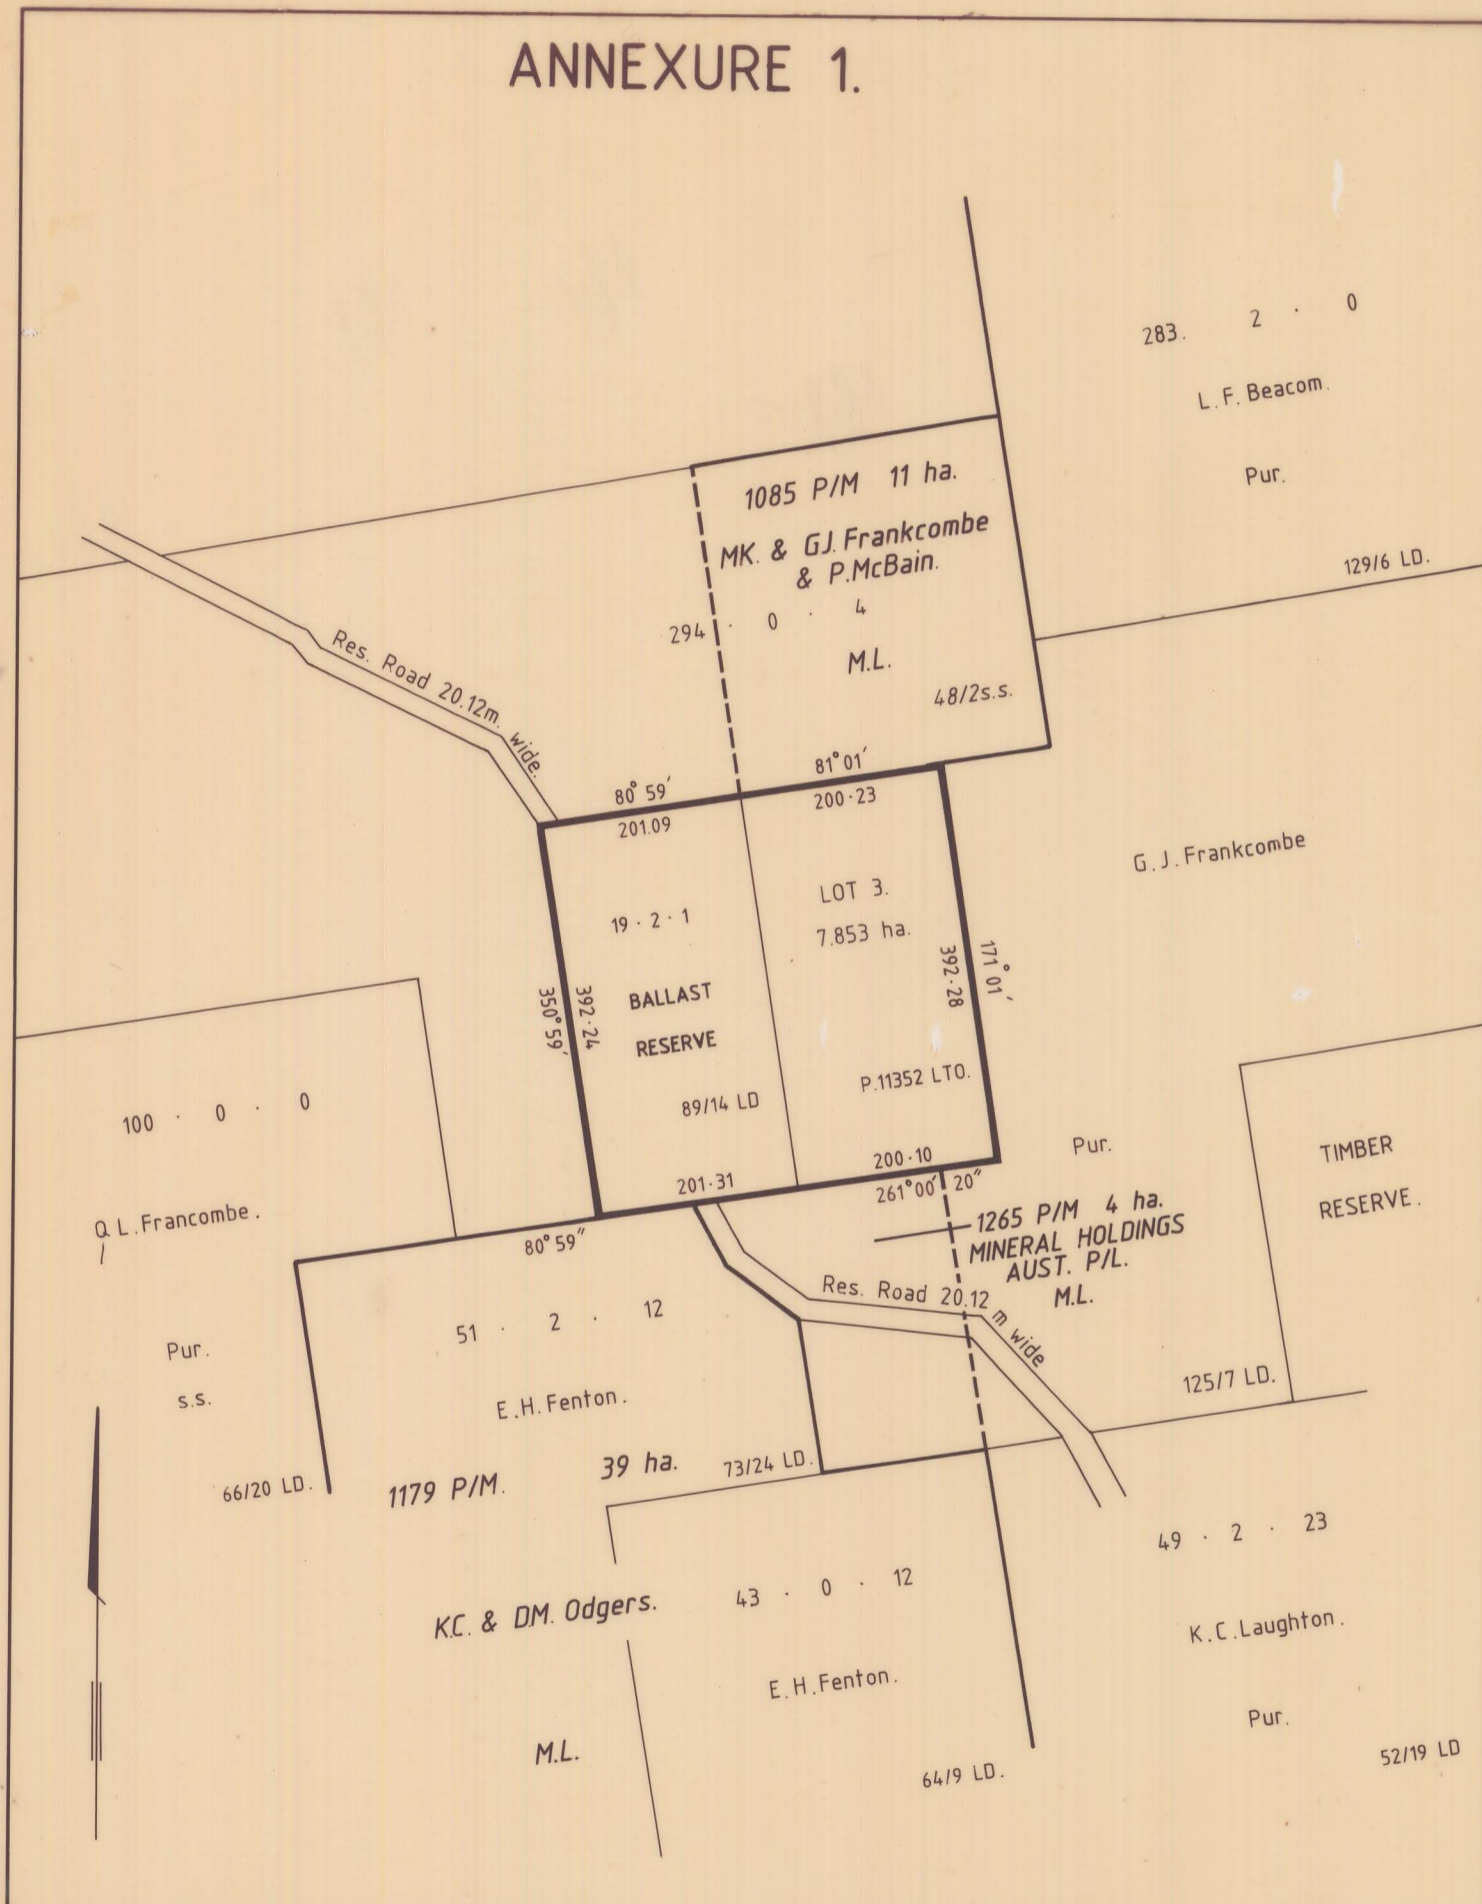 ANNEXURE 1.
283. 2 · 0
L. F. Beacom.
Pur.
129/6 LD.
1085 P/M 11 ha.
MK. & GJ. Frankcombe
& P. McBain.
294 · 0 · 4
M.L.
48/2 s.s.
Res. Road 20.12m. wide.
80° 59′
201.09
81° 01′
200·23
G. J. Frankcombe
LOT 3.
7.853 ha.
19 · 2 · 1
BALLAST
RESERVE
89/14 LD
350° 59′
392·24
392·28
171° 01′
P.11352 LTO.
200·10
261° 00′ 20″
201·31
80° 59″
100 · 0 · 0
Q L. Francombe.
Pur.
s.s.
66/20 LD.
Pur.
TIMBER
RESERVE.
1265 P/M 4 ha.
MINERAL HOLDINGS
AUST. P/L.
M.L.
Res. Road 20.12 m wide
125/7 LD.
51 · 2 · 12
E. H. Fenton.
39 ha.
73/24 LD.
1179 P/M.
K.C. & D.M. Odgers.
M.L.
43 · 0 · 12
E. H. Fenton.
64/9 LD.
49 · 2 · 23
K. C. Laughton.
Pur.
52/19 LD